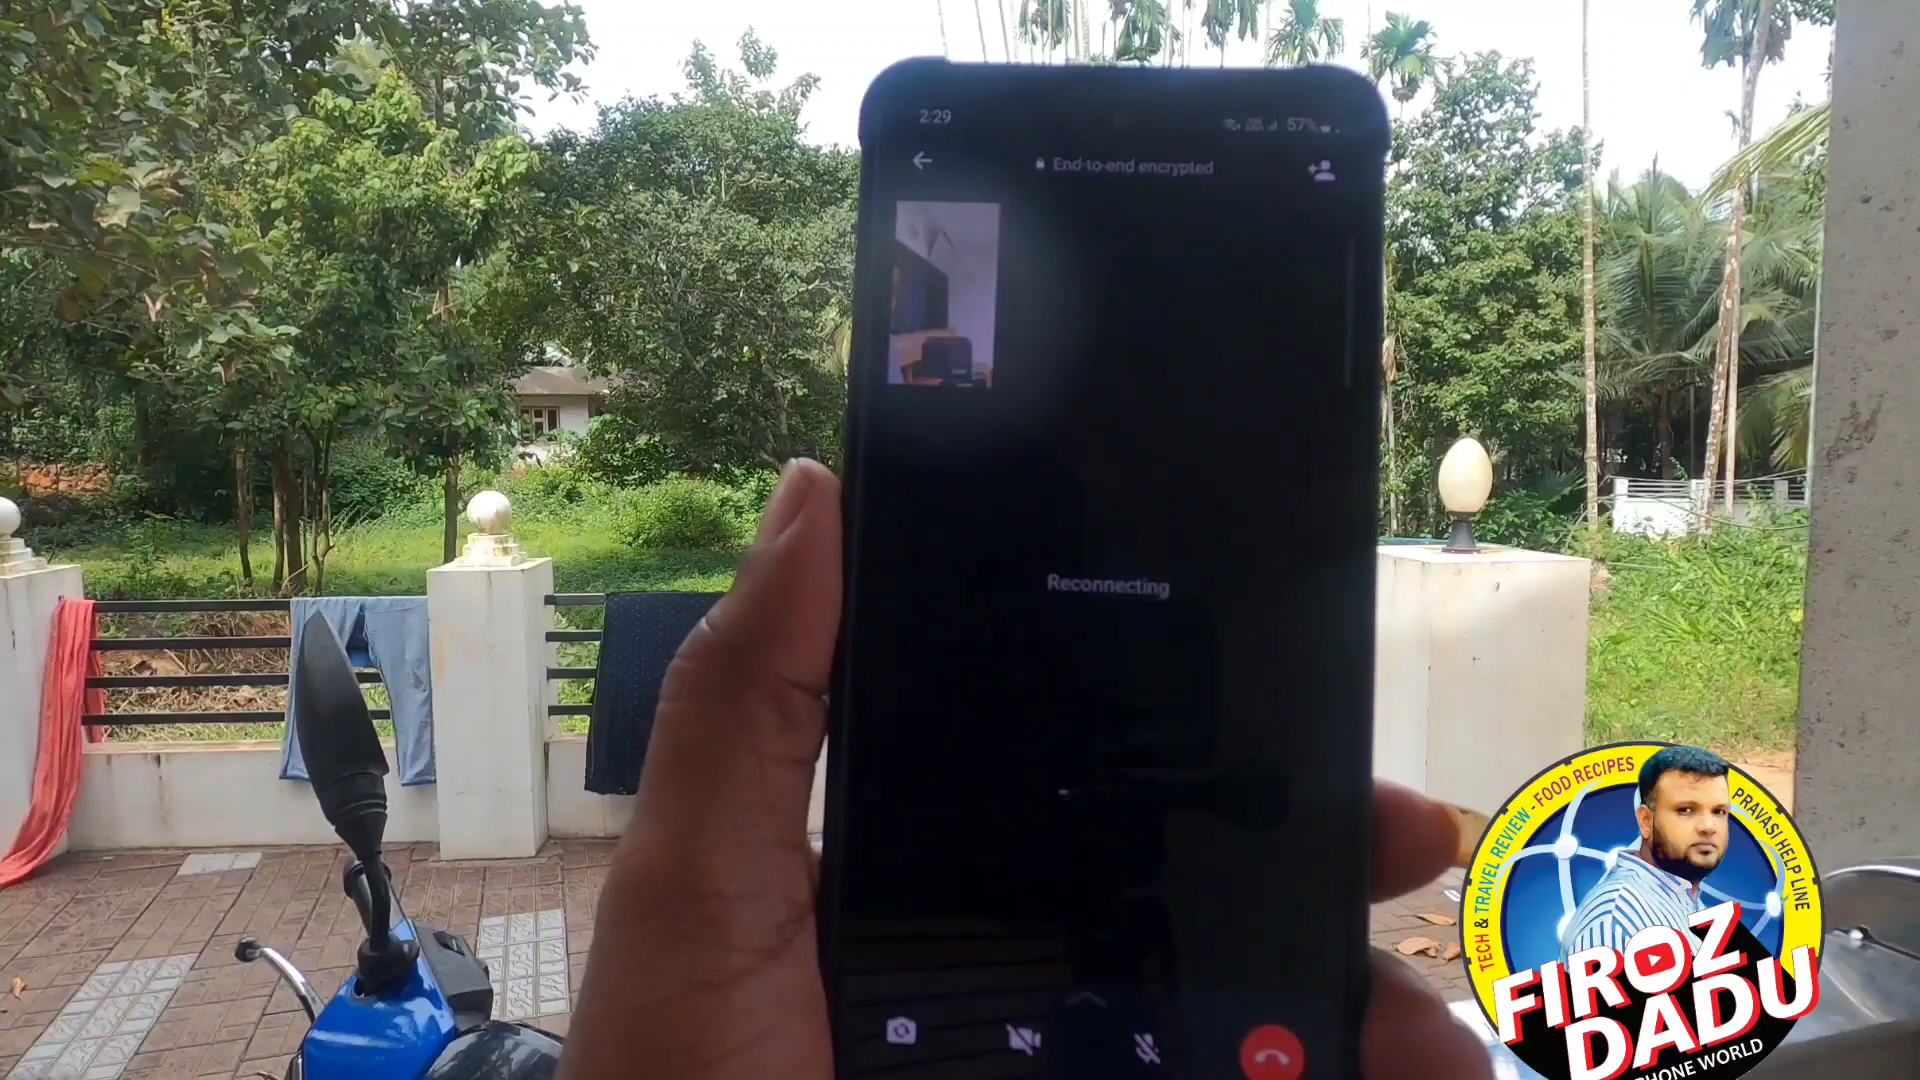 2:29
57%
End-to-end encrypted
Reconnecting
TECH & TRAVEL REVIEW - FOOD RECIPES
PRAVASI HELP LINE
FIROZ
DADU
PHONE WORLD